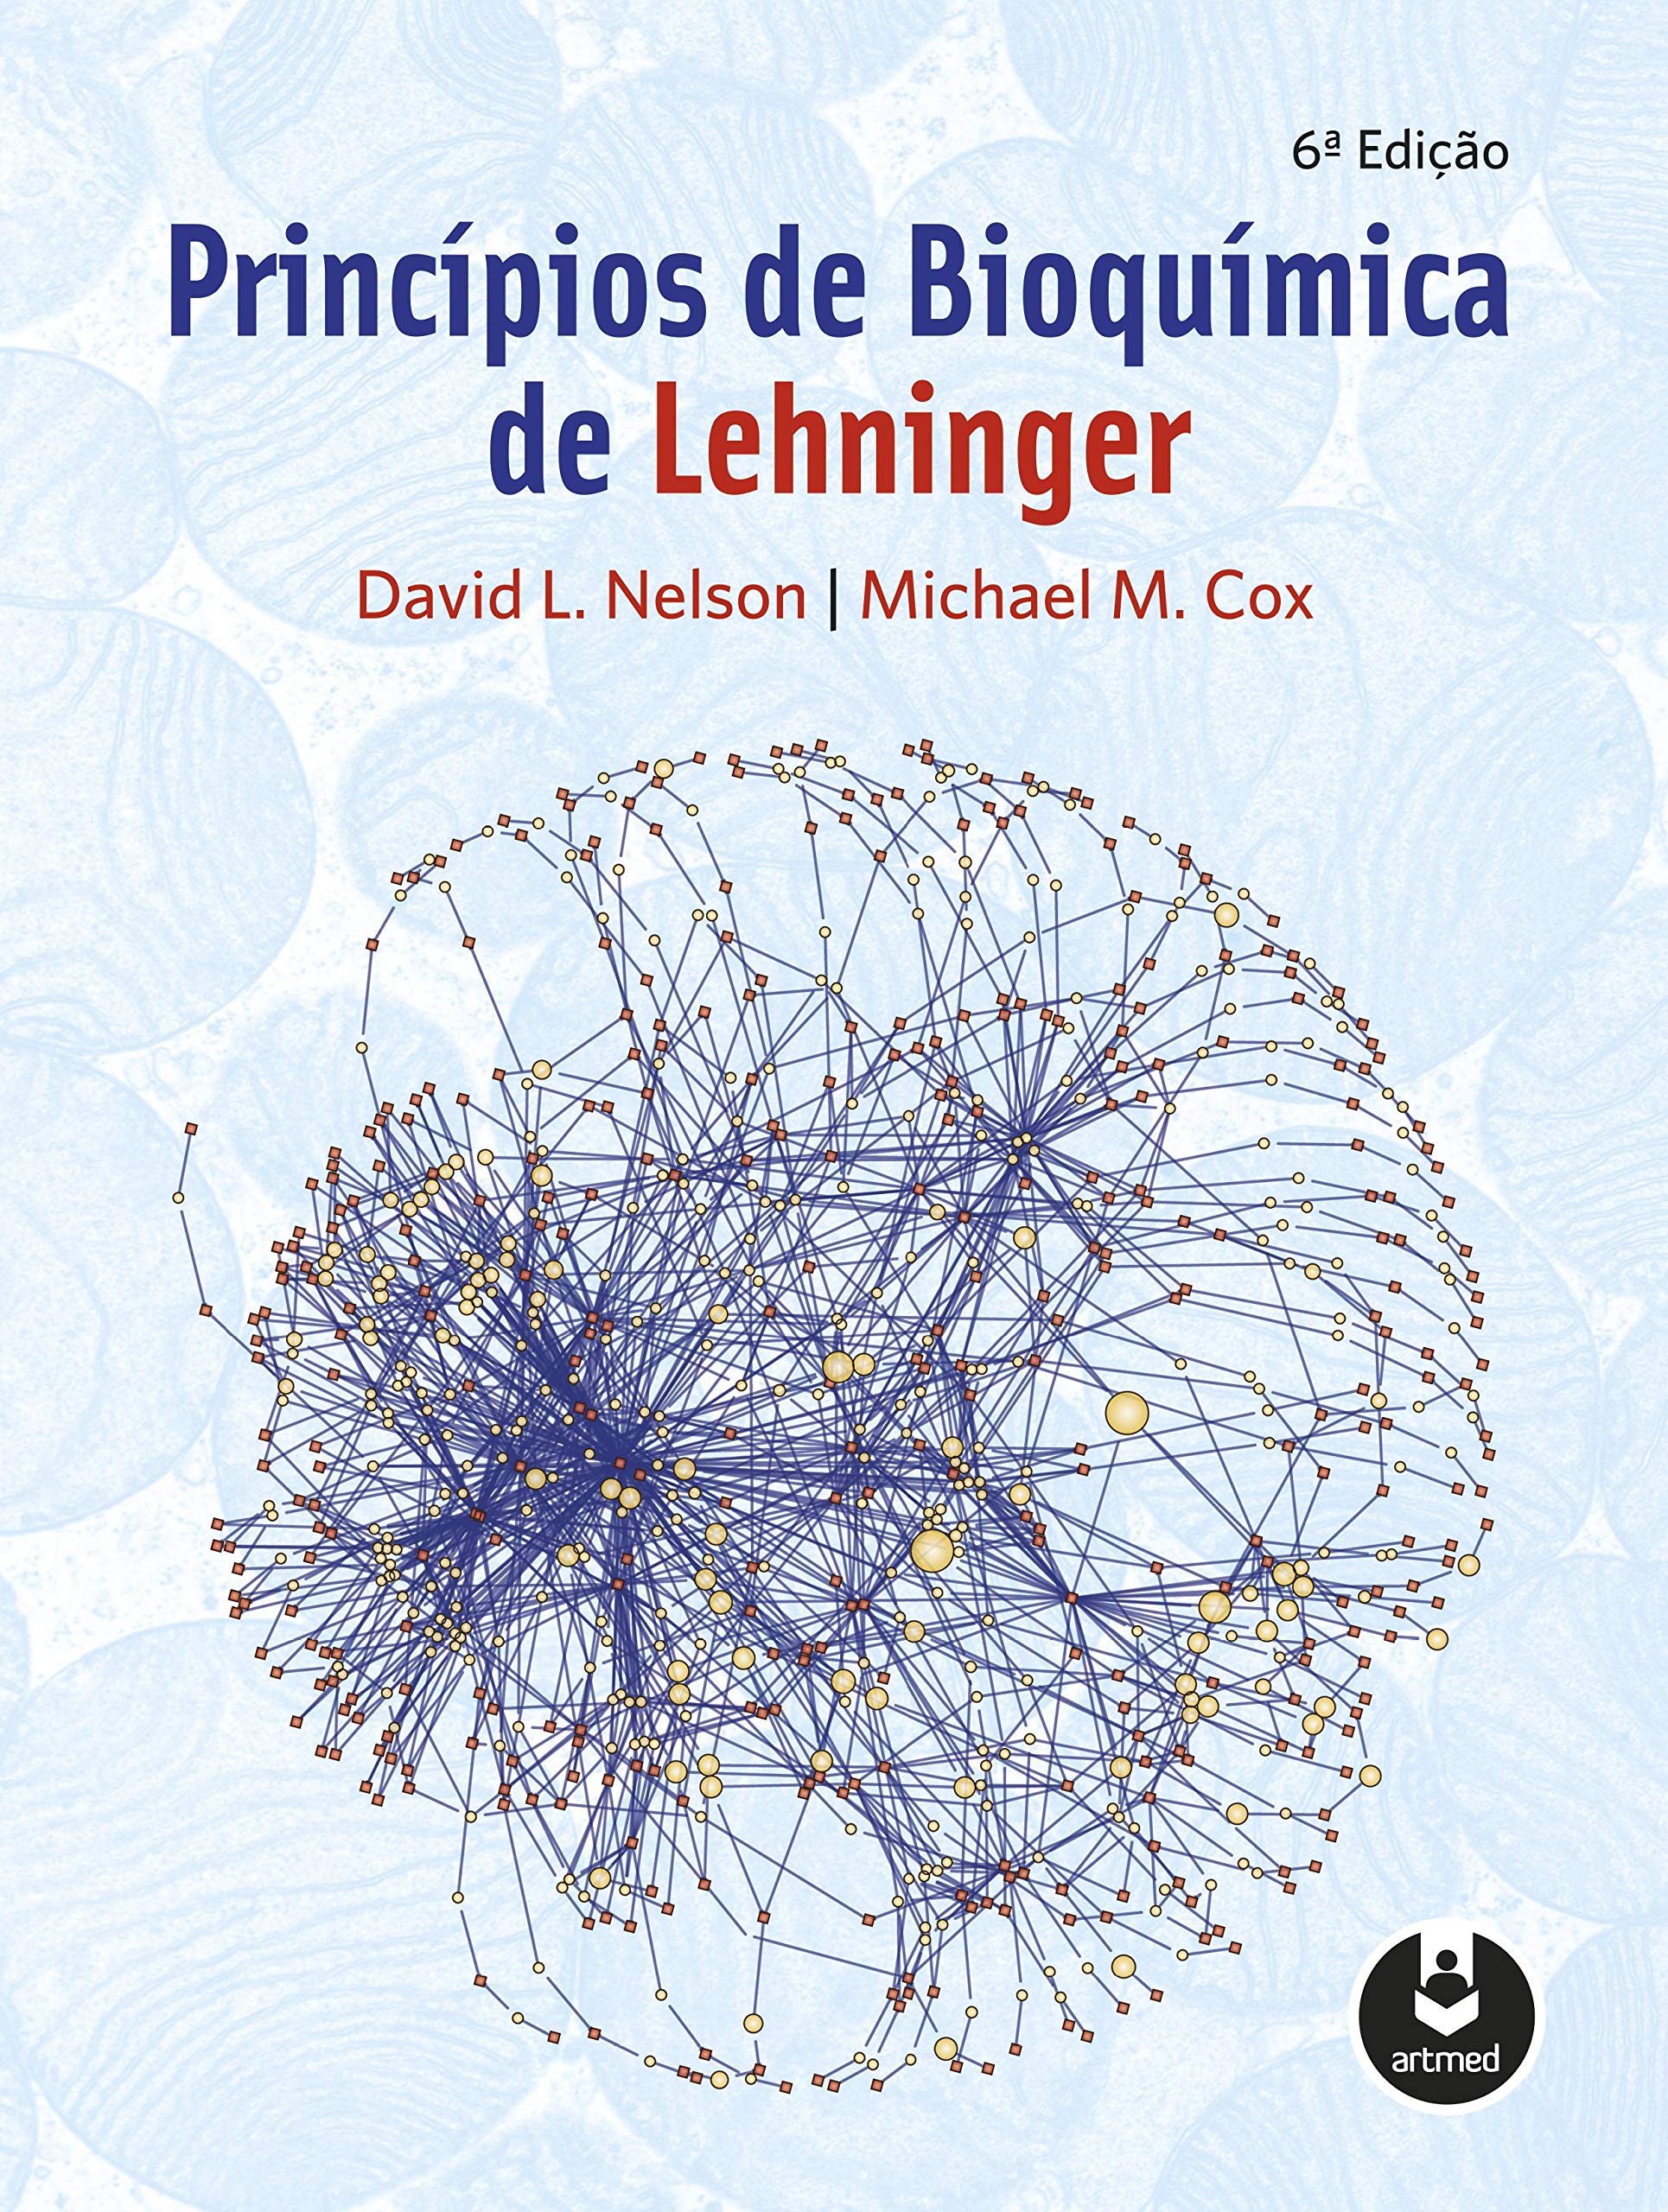 6ª Edição
Princípios de Bioquímica
de Lehninger
David L. Nelson | Michael M. Cox
artmed